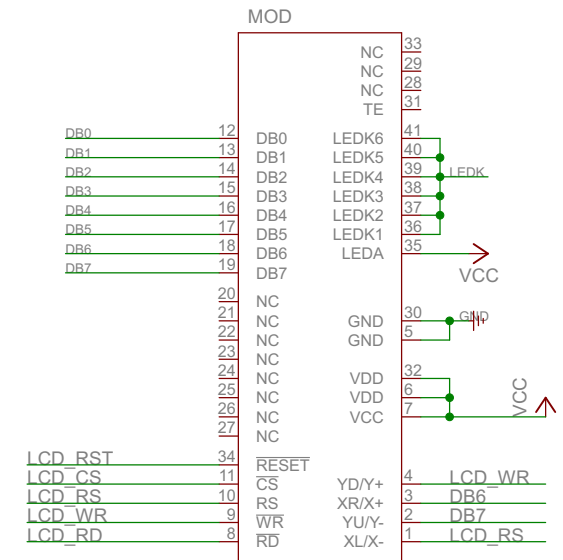 MOD
NC 33
NC 29
NC 28
TE 31
DB0 12 DB0 LEDK6 41
DB1 13 DB1 LEDK5 40
DB2 14 DB2 LEDK4 39 LEDK
DB3 15 DB3 LEDK3 38
DB4 16 DB4 LEDK2 37
DB5 17 DB5 LEDK1 36
DB6 18 DB6 LEDA 35
DB7 19 DB7 VCC
20 NC
21 NC GND 30 GND
22 NC GND 5
23 NC
24 NC VDD 32
25 NC VDD 6 VCC
26 NC VCC 7
27 NC
LCD_RST 34 RESET
LCD_CS 11 CS YD/Y+ 4 LCD_WR
LCD_RS 10 RS XR/X+ 3 DB6
LCD_WR 9 WR YU/Y- 2 DB7
LCD_RD 8 RD XL/X- 1 LCD_RS